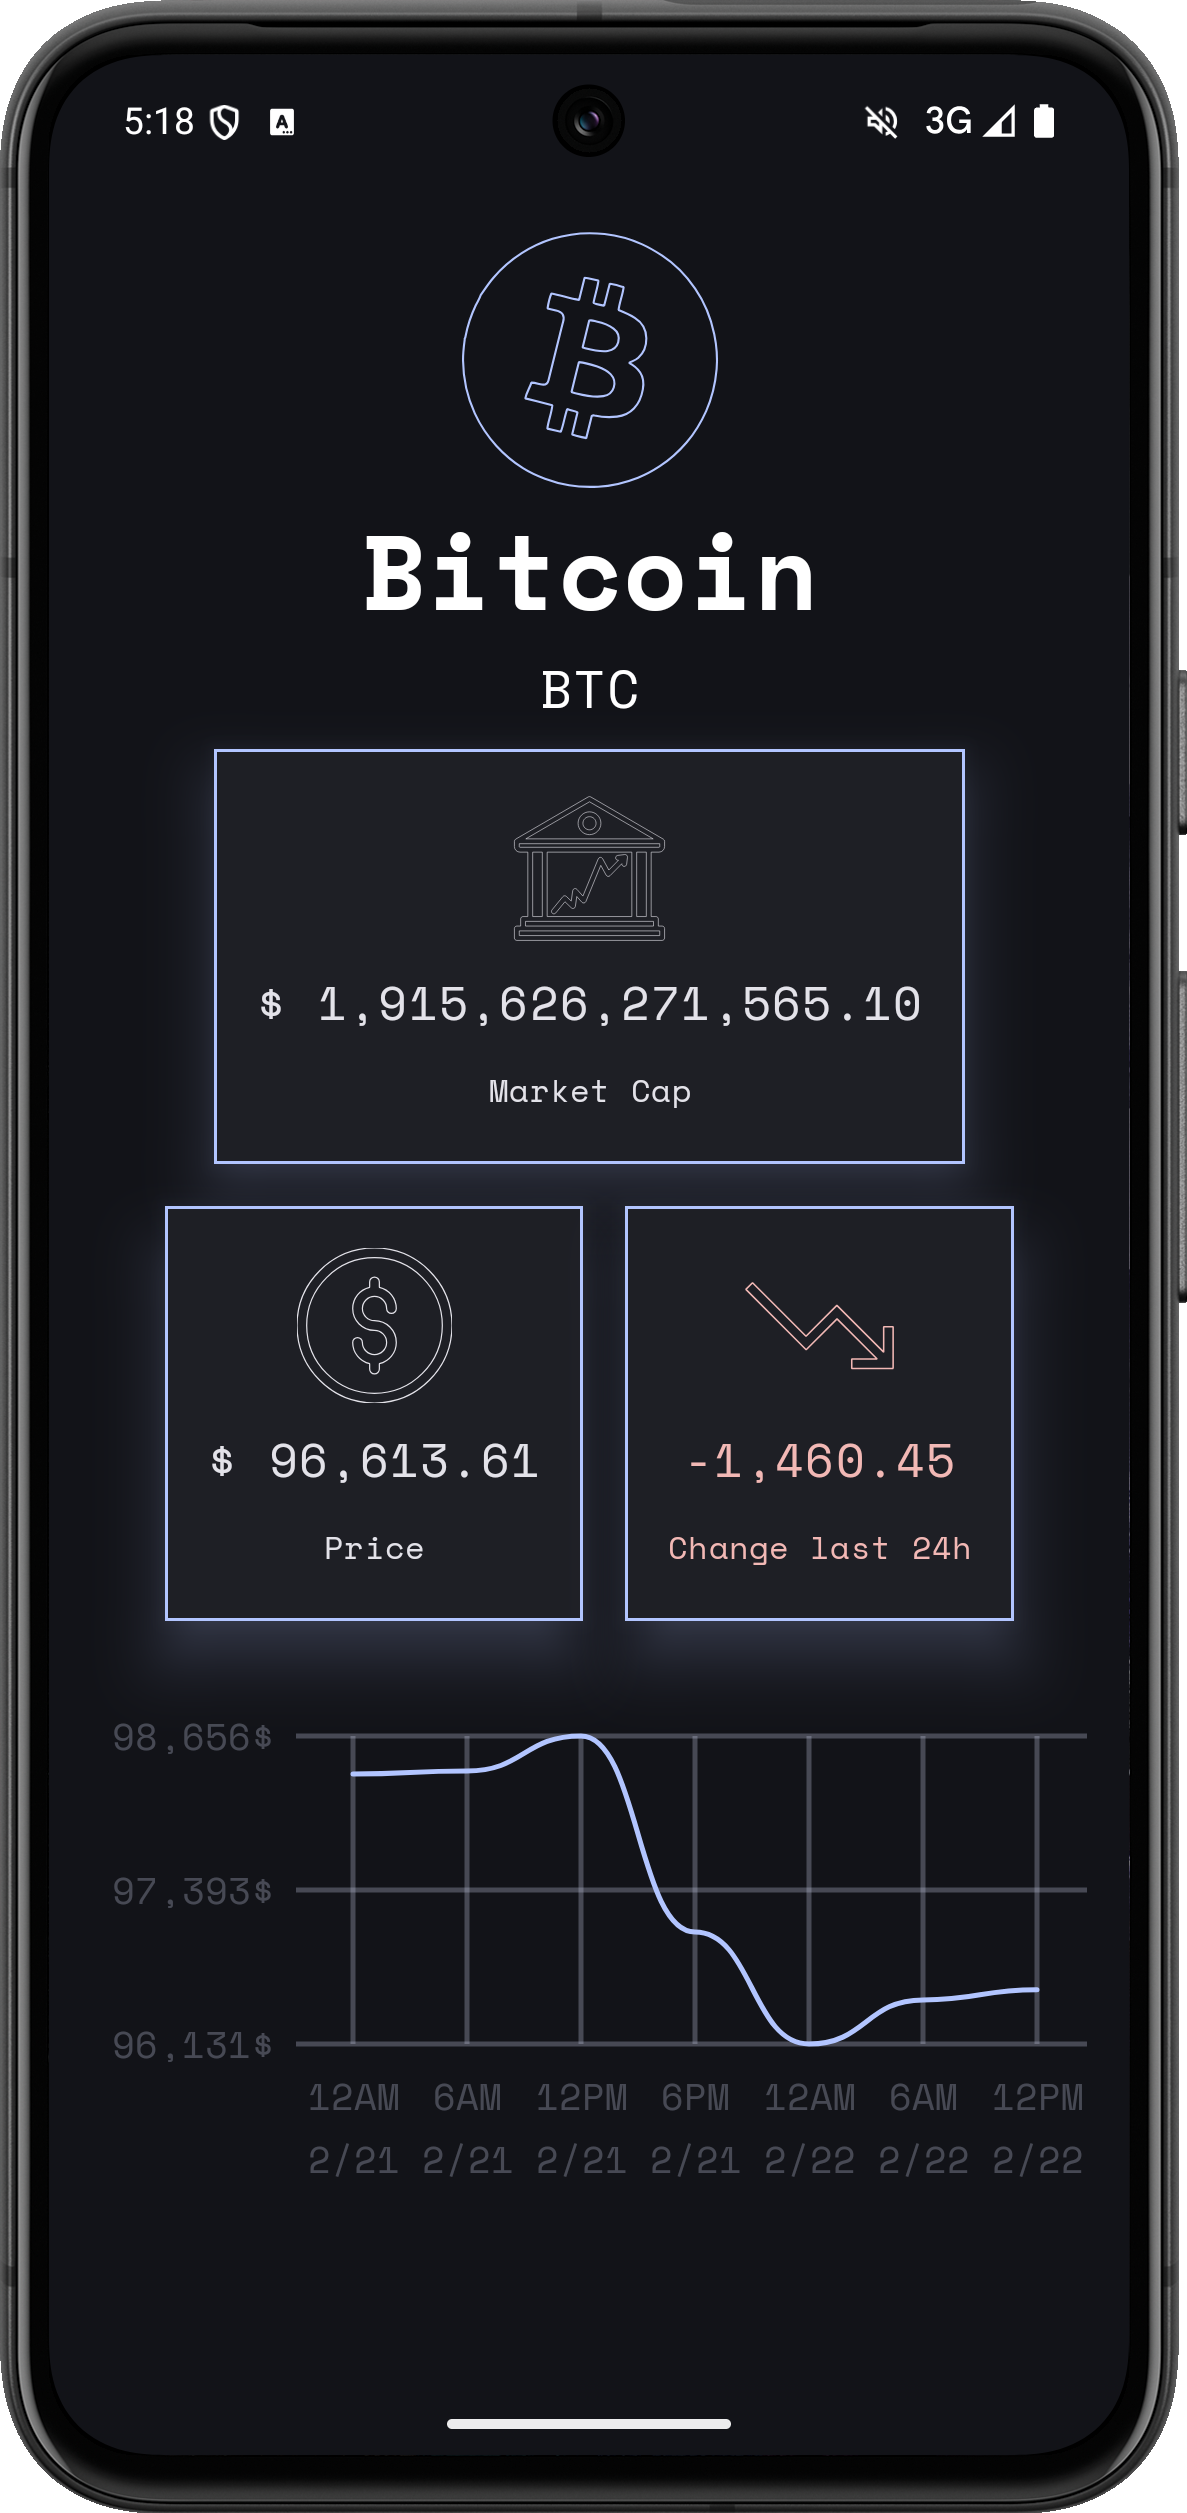 5:18 3G
Bitcoin
BTC
$ 1,915,626,271,565.10
Market Cap
$ 96,613.61
Price
-1,460.45
Change last 24h
98,656$
97,393$
96,131$
12AM 6AM 12PM 6PM 12AM 6AM 12PM
2/21 2/21 2/21 2/21 2/22 2/22 2/22